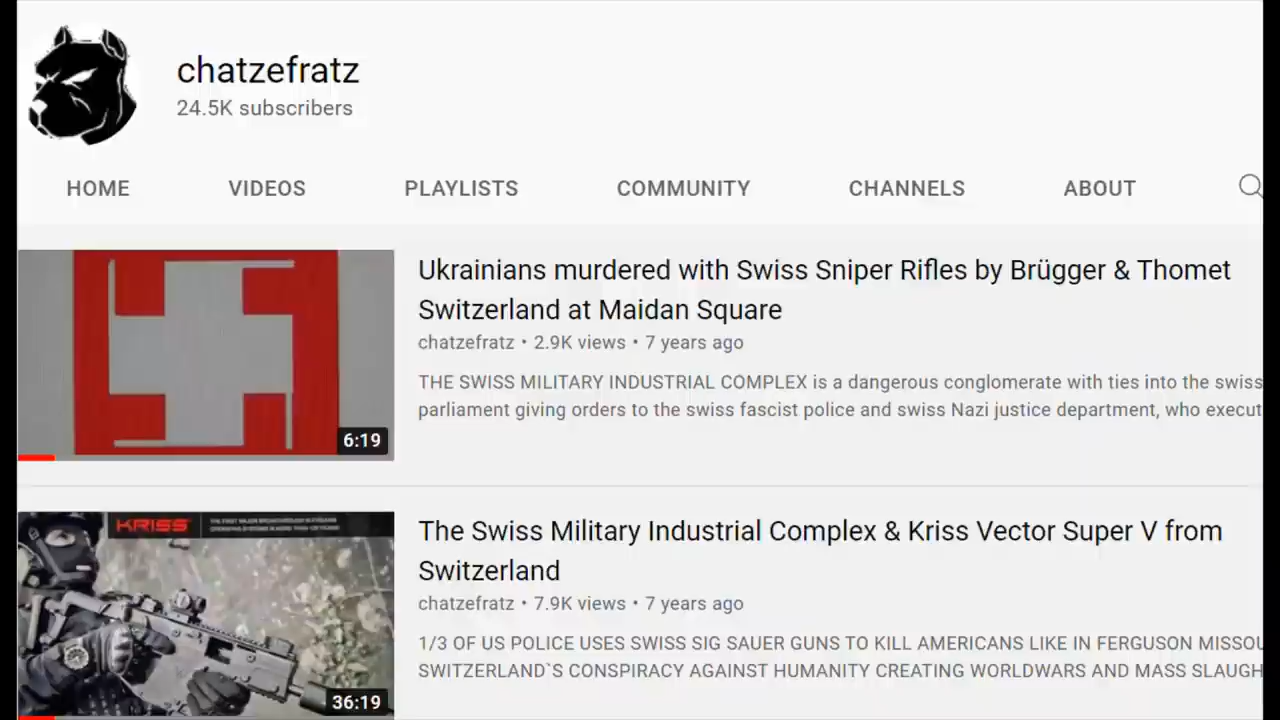 chatzefratz
24.5K subscribers
HOME VIDEOS PLAYLISTS COMMUNITY CHANNELS ABOUT
Ukrainians murdered with Swiss Sniper Rifles by Brügger & Thomet
Switzerland at Maidan Square
chatzefratz • 2.9K views • 7 years ago
THE SWISS MILITARY INDUSTRIAL COMPLEX is a dangerous conglomerate with ties into the swiss
parliament giving orders to the swiss fascist police and swiss Nazi justice department, who execut
6:19
KRISS
The Swiss Military Industrial Complex & Kriss Vector Super V from
Switzerland
chatzefratz • 7.9K views • 7 years ago
1/3 OF US POLICE USES SWISS SIG SAUER GUNS TO KILL AMERICANS LIKE IN FERGUSON MISSOU
SWITZERLAND`S CONSPIRACY AGAINST HUMANITY CREATING WORLDWARS AND MASS SLAUGH
36:19